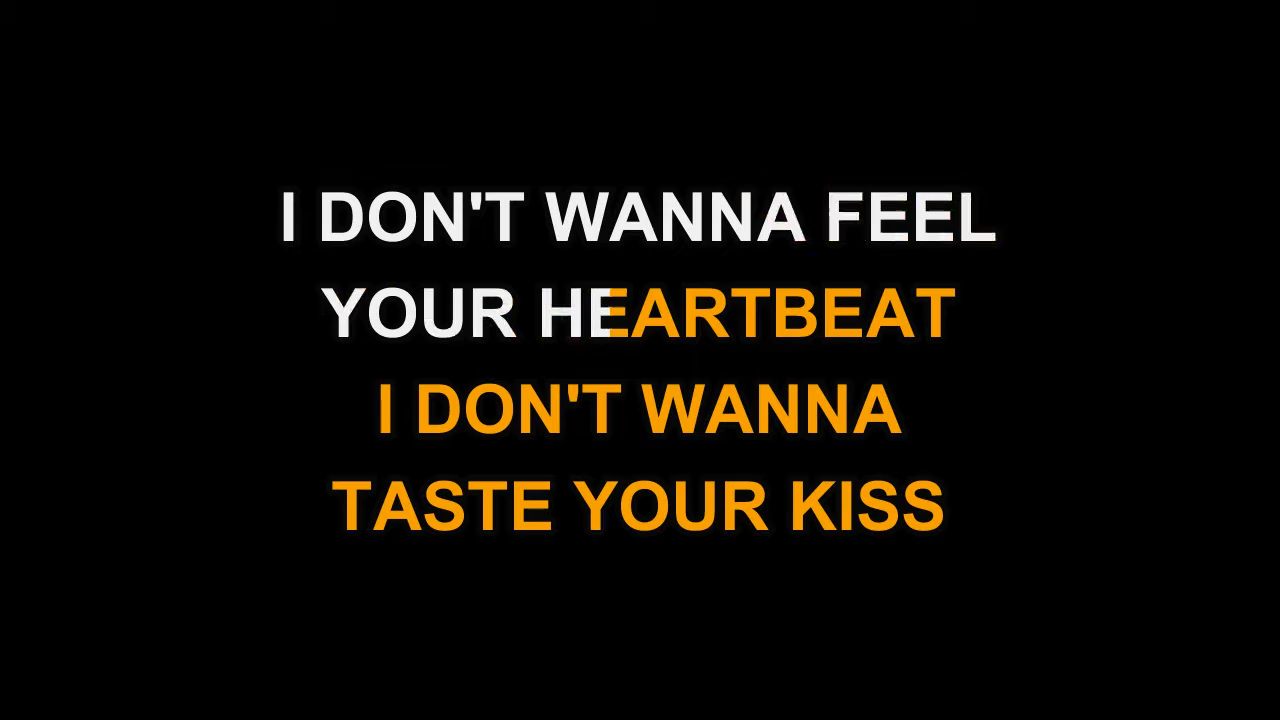 I DON'T WANNA FEEL
YOUR HEARTBEAT
I DON'T WANNA
TASTE YOUR KISS